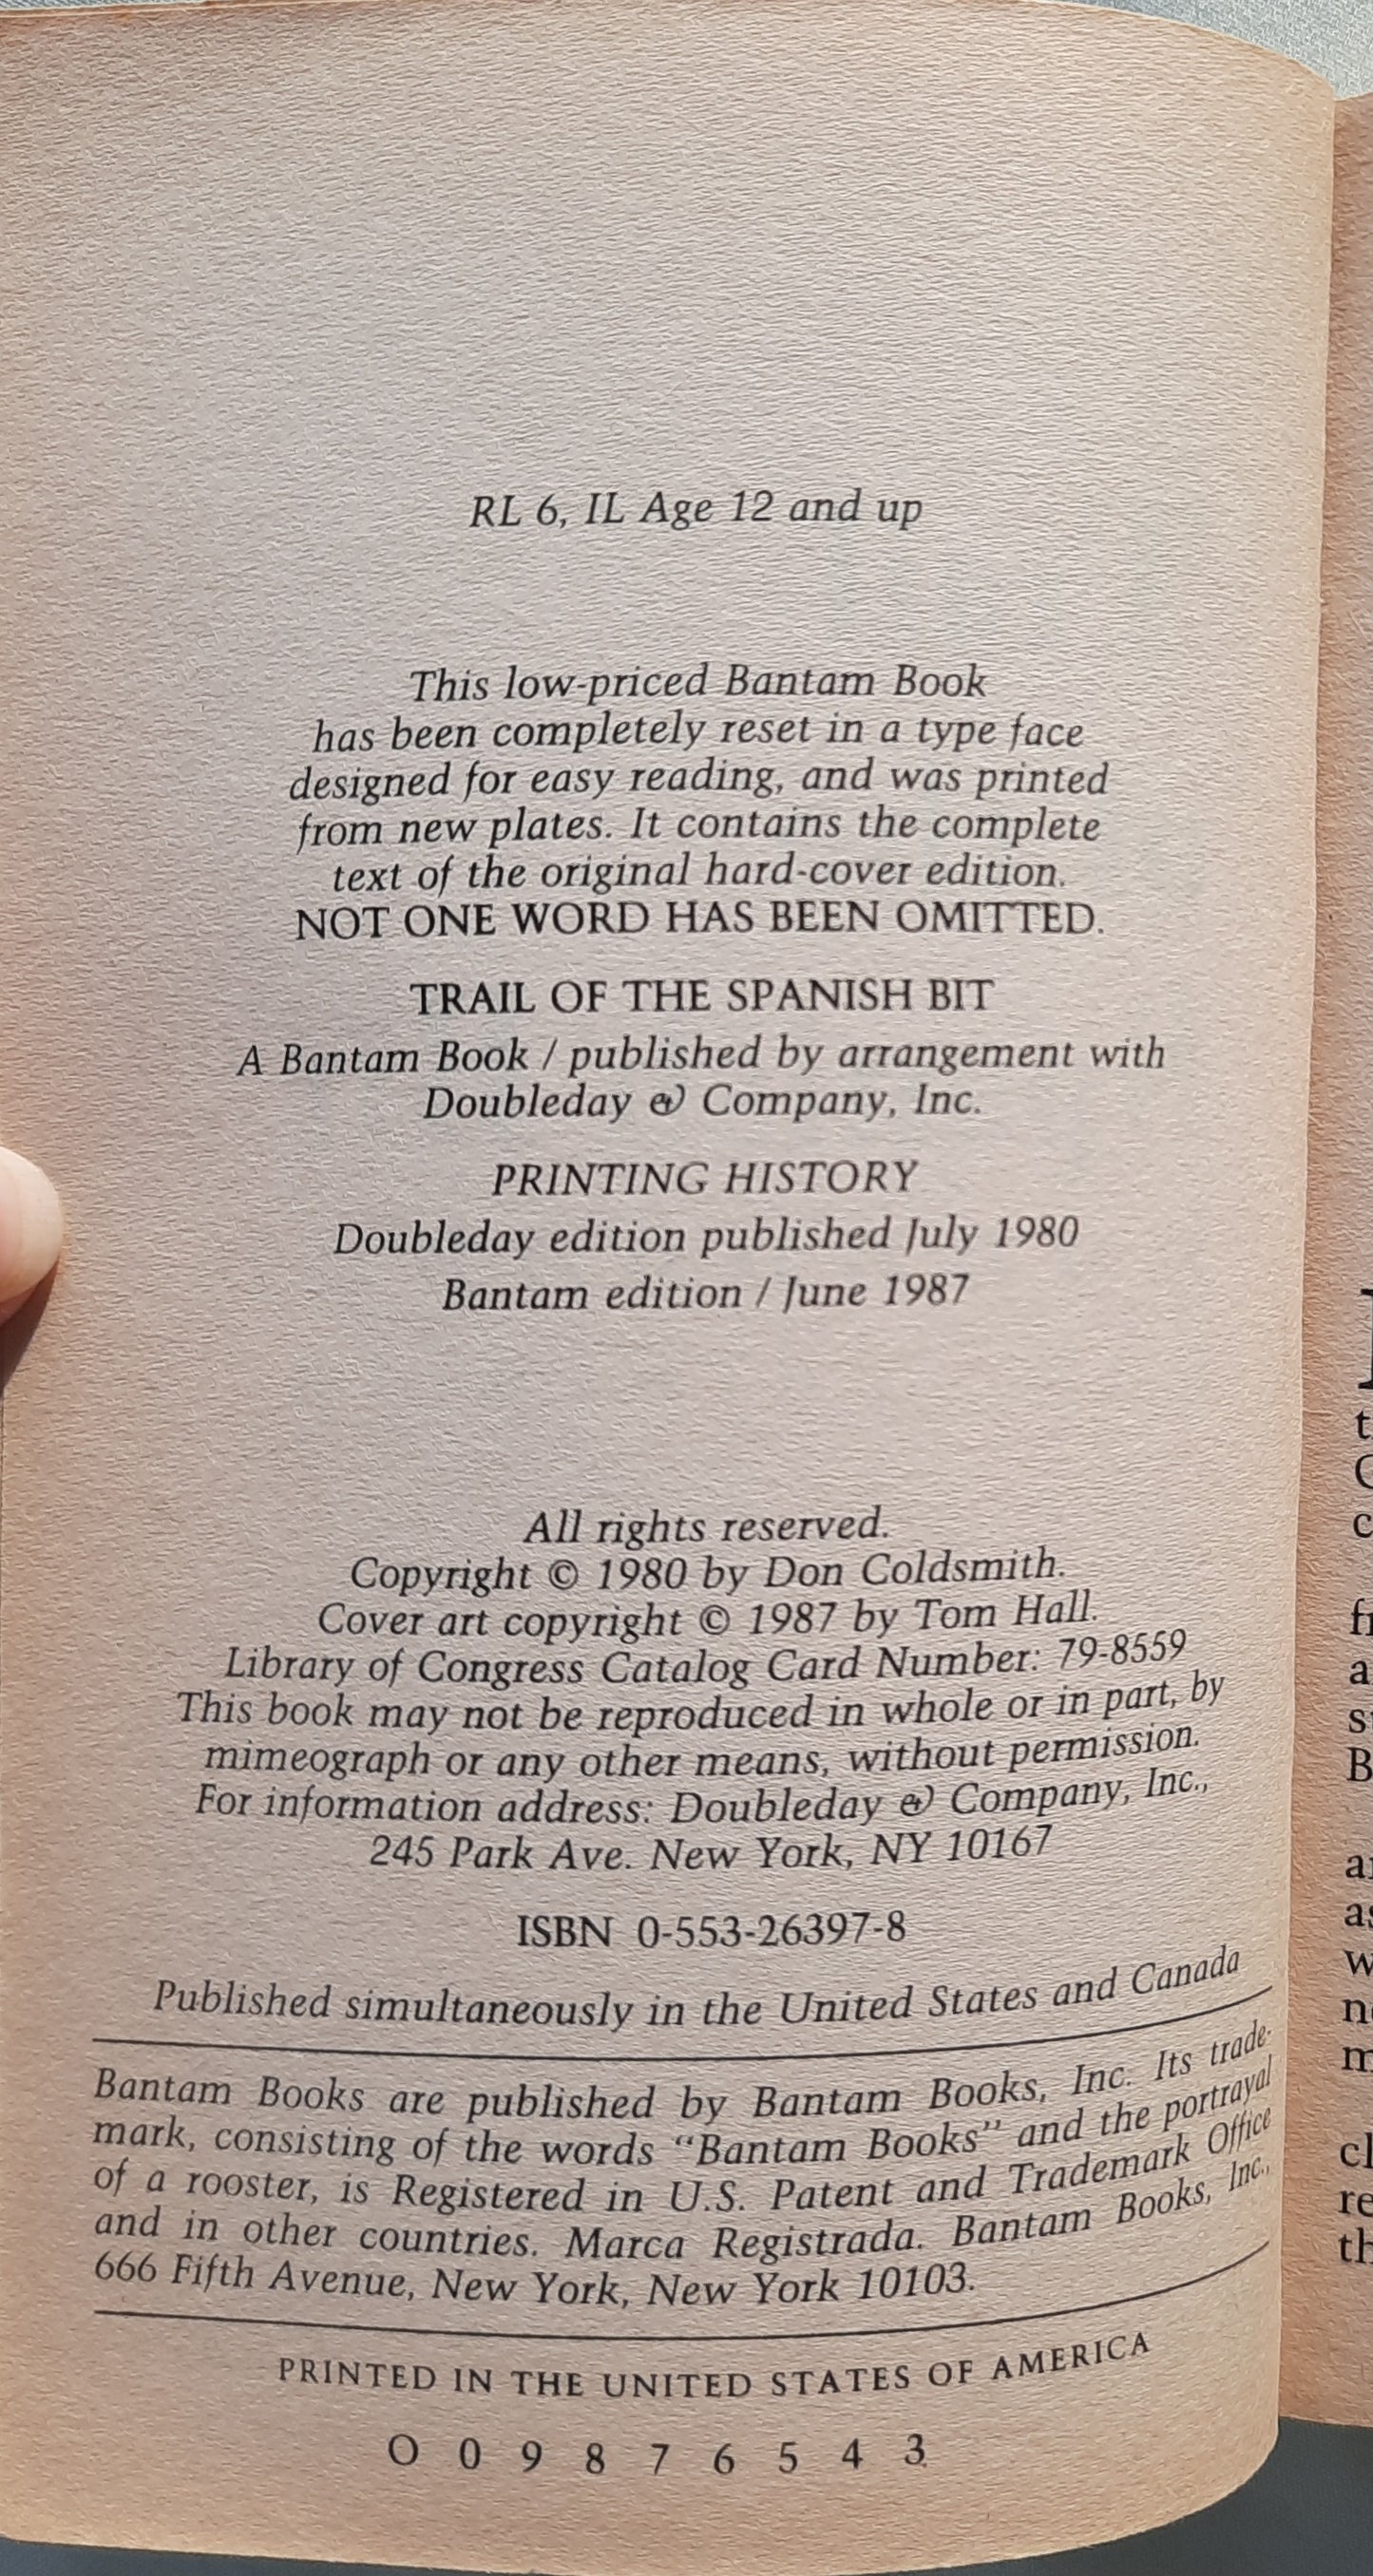 RL 6, IL Age 12 and up
This low-priced Bantam Book
has been completely reset in a type face
designed for easy reading, and was printed
from new plates. It contains the complete
text of the original hard-cover edition.
NOT ONE WORD HAS BEEN OMITTED.
TRAIL OF THE SPANISH BIT
A Bantam Book / published by arrangement with
Doubleday & Company, Inc.
PRINTING HISTORY
Doubleday edition published July 1980
Bantam edition / June 1987
All rights reserved.
Copyright © 1980 by Don Coldsmith.
Cover art copyright © 1987 by Tom Hall.
Library of Congress Catalog Card Number: 79-8559
This book may not be reproduced in whole or in part, by
mimeograph or any other means, without permission.
For information address: Doubleday & Company, Inc.,
245 Park Ave. New York, NY 10167
ISBN 0-553-26397-8
Published simultaneously in the United States and Canada
Bantam Books are published by Bantam Books, Inc. Its trade-
mark, consisting of the words "Bantam Books" and the portrayal
of a rooster, is Registered in U.S. Patent and Trademark Office
and in other countries. Marca Registrada. Bantam Books, Inc.,
666 Fifth Avenue, New York, New York 10103.
PRINTED IN THE UNITED STATES OF AMERICA
O 0 9 8 7 6 5 4 3